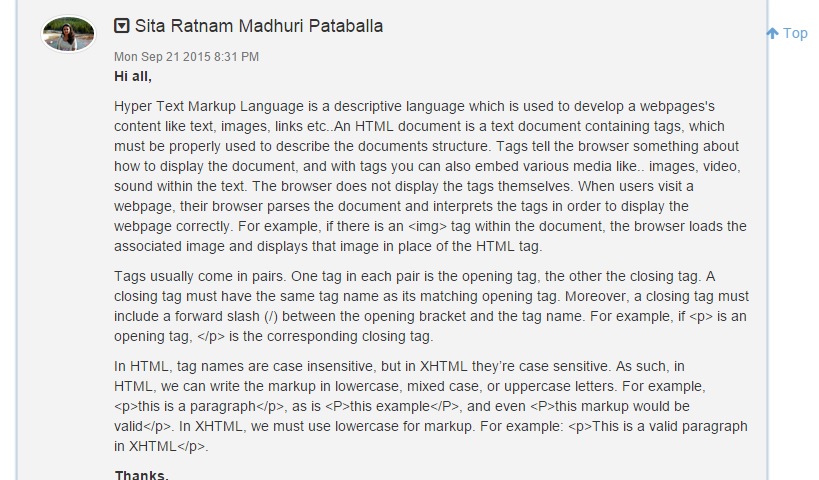 Sita Ratnam Madhuri Pataballa
Top
Mon Sep 21 2015 8:31 PM
Hi all,
Hyper Text Markup Language is a descriptive language which is used to develop a webpages's
content like text, images, links etc..An HTML document is a text document containing tags, which
must be properly used to describe the documents structure. Tags tell the browser something about
how to display the document, and with tags you can also embed various media like.. images, video,
sound within the text. The browser does not display the tags themselves. When users visit a
webpage, their browser parses the document and interprets the tags in order to display the
webpage correctly. For example, if there is an <img> tag within the document, the browser loads the
associated image and displays that image in place of the HTML tag.
Tags usually come in pairs. One tag in each pair is the opening tag, the other the closing tag. A
closing tag must have the same tag name as its matching opening tag. Moreover, a closing tag must
include a forward slash (/) between the opening bracket and the tag name. For example, if <p> is an
opening tag, </p> is the corresponding closing tag.
In HTML, tag names are case insensitive, but in XHTML they're case sensitive. As such, in
HTML, we can write the markup in lowercase, mixed case, or uppercase letters. For example,
<p>this is a paragraph</p>, as is <P>this example</P>, and even <P>this markup would be
valid</p>. In XHTML, we must use lowercase for markup. For example: <p>This is a valid paragraph
in XHTML</p>.
Thanks.